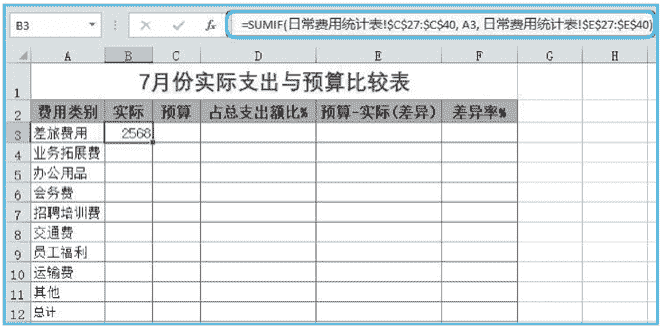 B3 fx =SUMIF(日常费用统计表!$C$27:$C$40, A3, 日常费用统计表!$E$27:$E$40)
A B C D E F G H
1 7月份实际支出与预算比较表
2 费用类别 实际 预算 占总支出额比% 预算-实际(差异) 差异率%
3 差旅费用 2568
4 业务拓展费
5 办公用品
6 会务费
7 招聘培训费
8 交通费
9 员工福利
10 运输费
11 其他
12 总计